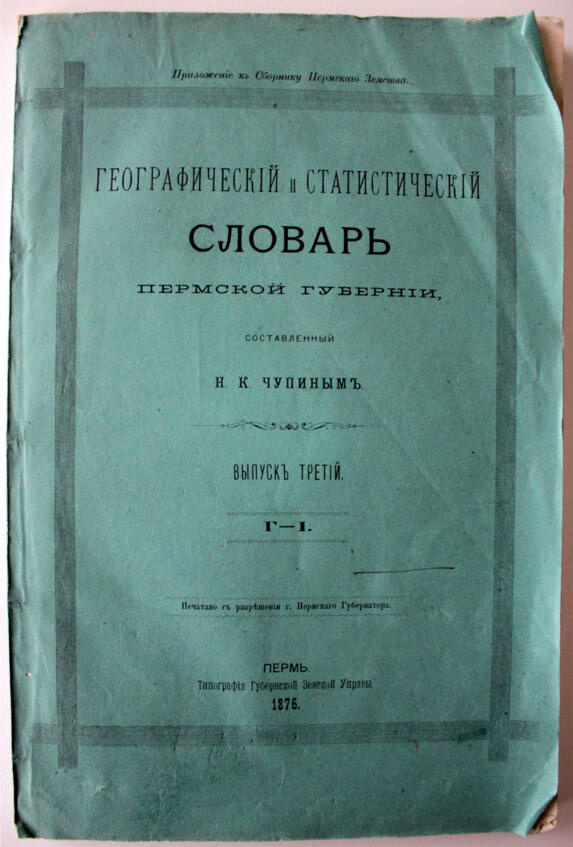 Приложеніе къ Сборнику Пермскаго Земства.
ГЕОГРАФИЧЕСКІЙ и СТАТИСТИЧЕСКІЙ
СЛОВАРЬ
ПЕРМСКОЙ ГУБЕРНІИ,
СОСТАВЛЕННЫЙ
Н. К. ЧУПИНЫМЪ.
ВЫПУСКЪ ТРЕТІЙ.
Г—І.
Печатано съ разрѣшенія г. Пермскаго Губернатора.
ПЕРМЬ.
Типографія Губернской Земской Управы.
1876.